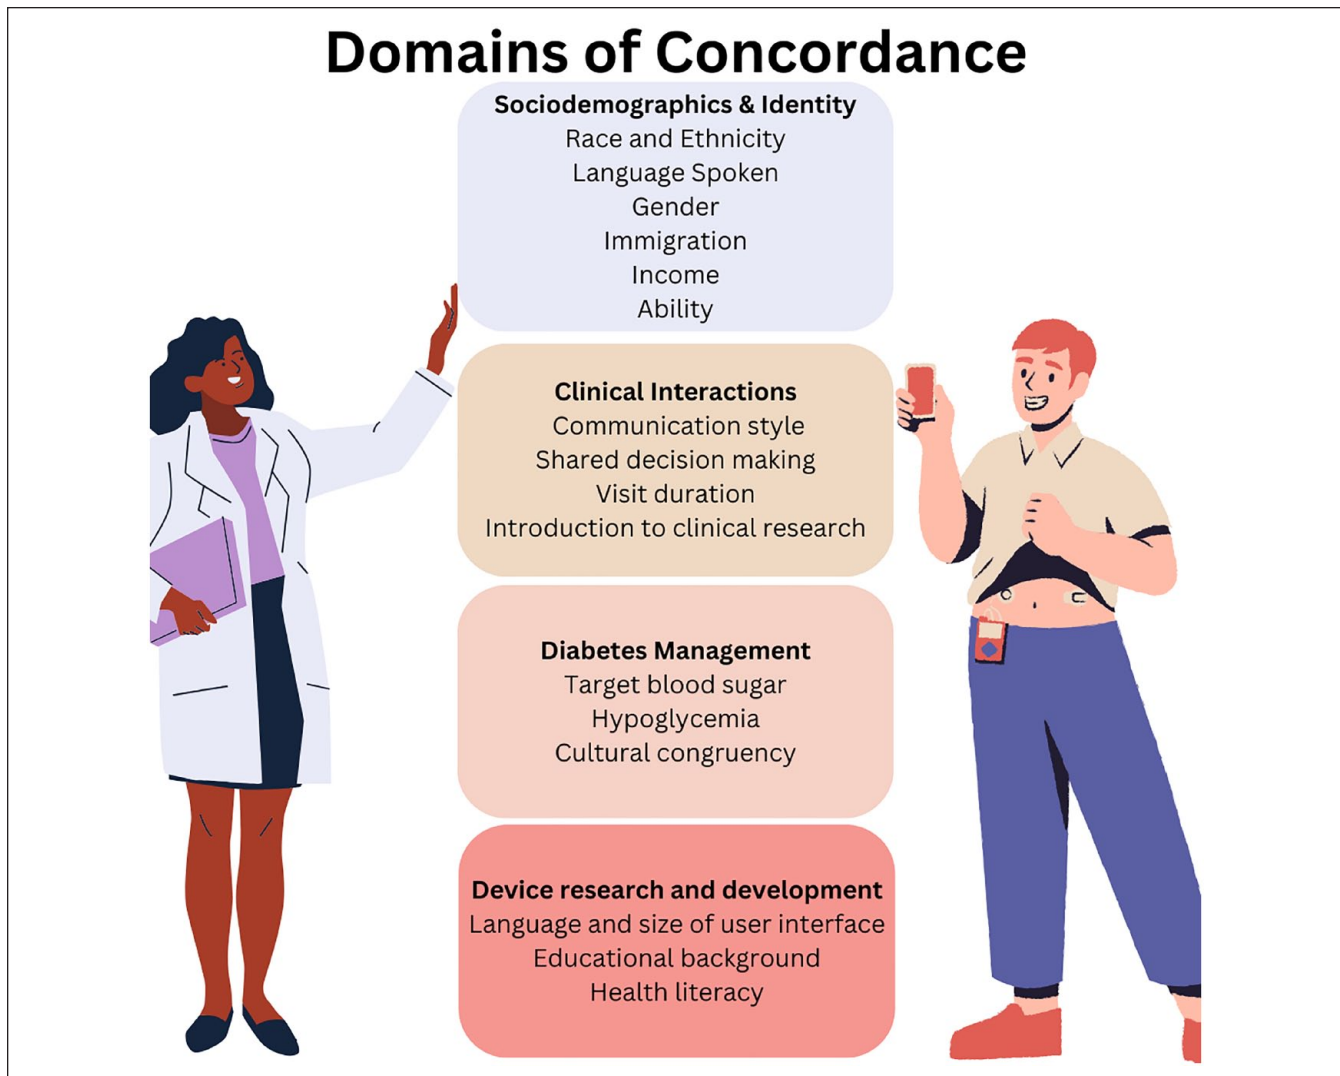 Domains of Concordance
Sociodemographics & Identity
Race and Ethnicity
Language Spoken
Gender
Immigration
Income
Ability
Clinical Interactions
Communication style
Shared decision making
Visit duration
Introduction to clinical research
Diabetes Management
Target blood sugar
Hypoglycemia
Cultural congruency
Device research and development
Language and size of user interface
Educational background
Health literacy